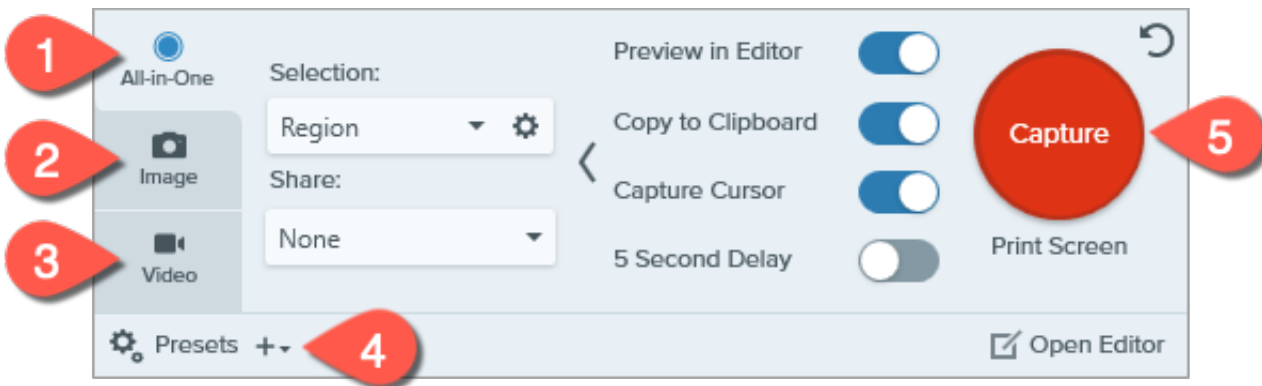 1
All-in-One
2
Image
3
Video
Selection:
Region
Share:
None
Preview in Editor
Copy to Clipboard
Capture Cursor
5 Second Delay
Capture
5
Print Screen
Presets
4
Open Editor